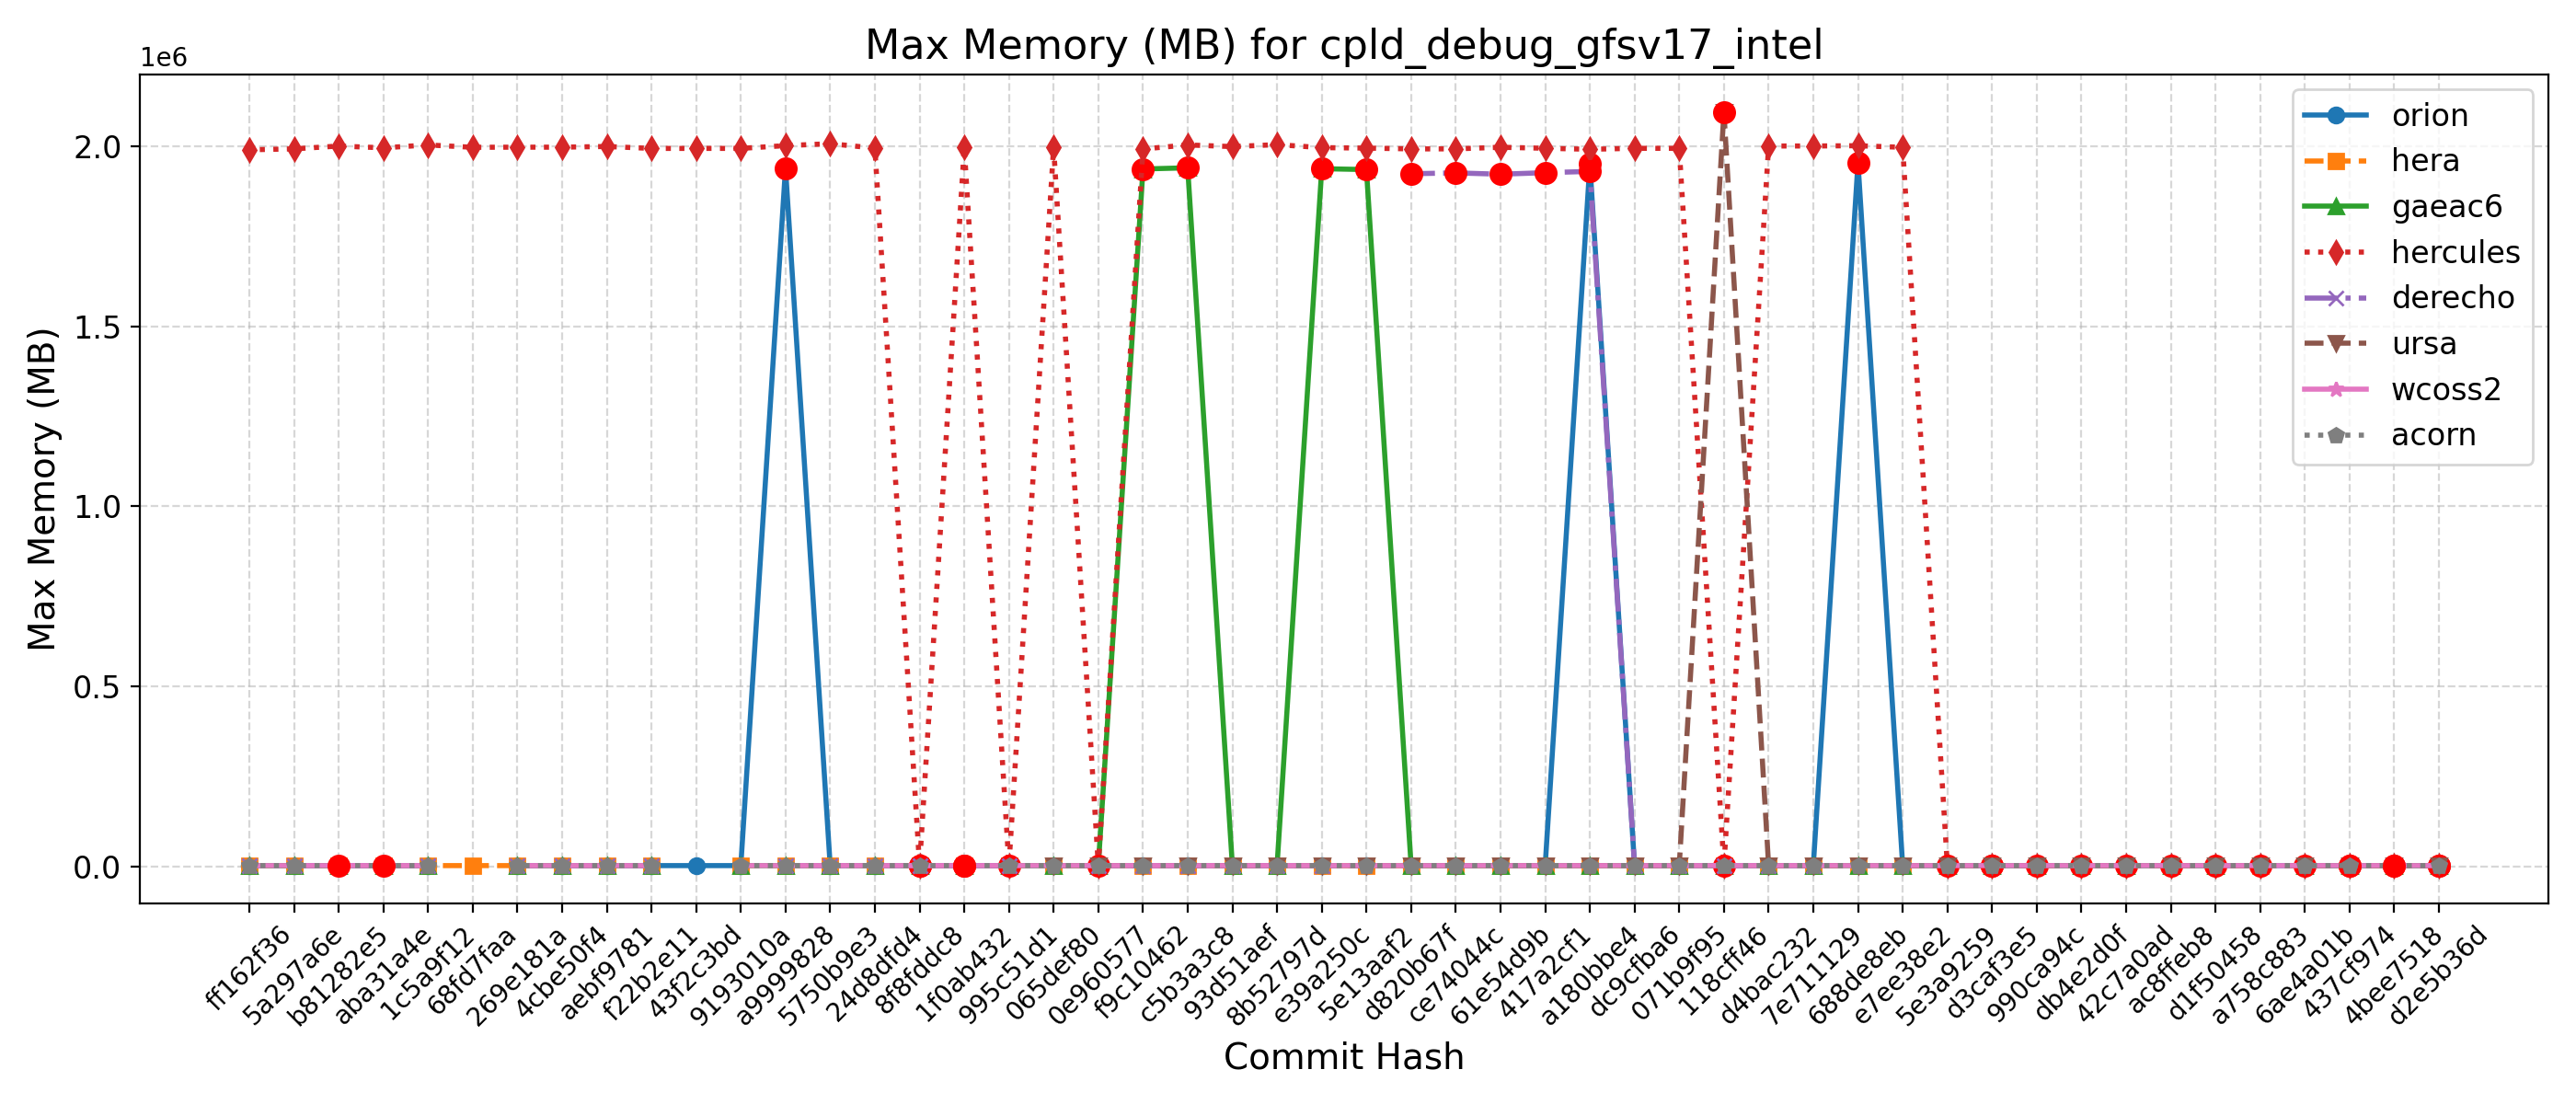 Max Memory (MB) for cpld_debug_gfsv17_intel
1e6
Max Memory (MB)
2.0
1.5
1.0
0.5
0.0
orion
hera
gaeac6
hercules
derecho
ursa
wcoss2
acorn
ff162f36
5a297a6e
b81282e5
aba31a4e
1c5a9f12
68fd7faa
269e181a
4cbe50f4
aebf9781
f22b2e11
43f2c3bd
9193010a
a9999828
5750b9e3
24d8dfd4
8f8fddc8
1f0ab432
995c51d1
065def80
0e960577
f9c10462
c5b3a3c8
93d51aef
8b52797d
e39a250c
5e13aaf2
d820b67f
ce74044c
61e54d9b
417a2cf1
a180bbe4
dc9cfba6
071b9f95
118cff46
d4bac232
7e711129
688de8eb
e7ee38e2
5e3a9259
d3caf3e5
990ca94c
db4e2d0f
42c7a0ad
ac8ffeb8
d1f50458
a758c883
6ae4a01b
437cf974
4bee7518
d2e5b36d
Commit Hash